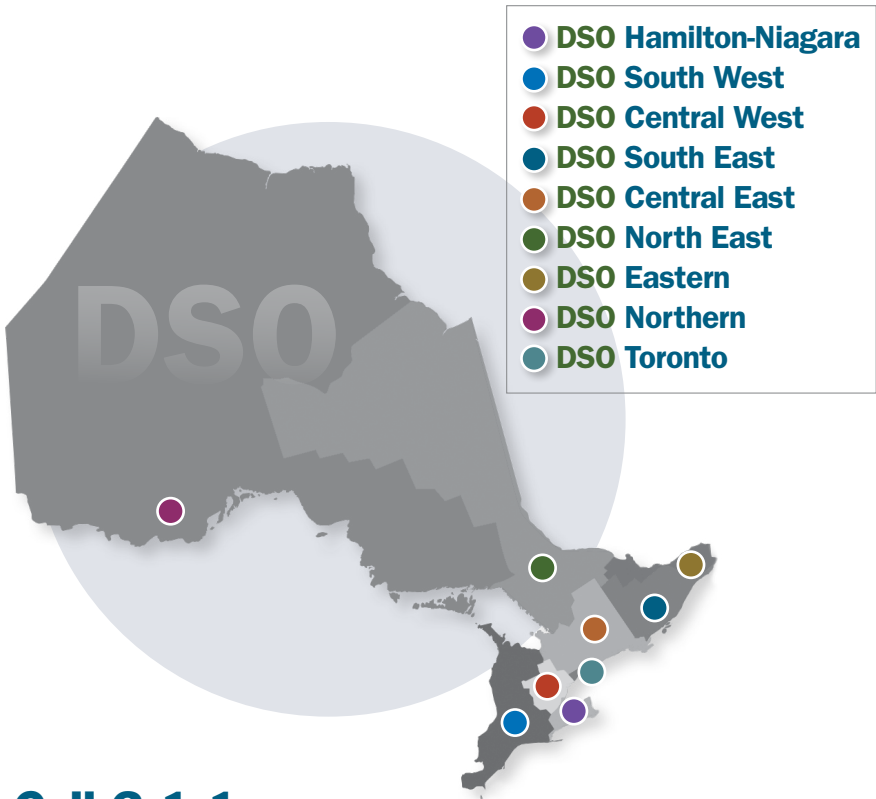 DSO Hamilton-Niagara
DSO South West
DSO Central West
DSO South East
DSO Central East
DSO North East
DSO Eastern
DSO Northern
DSO Toronto
DSO